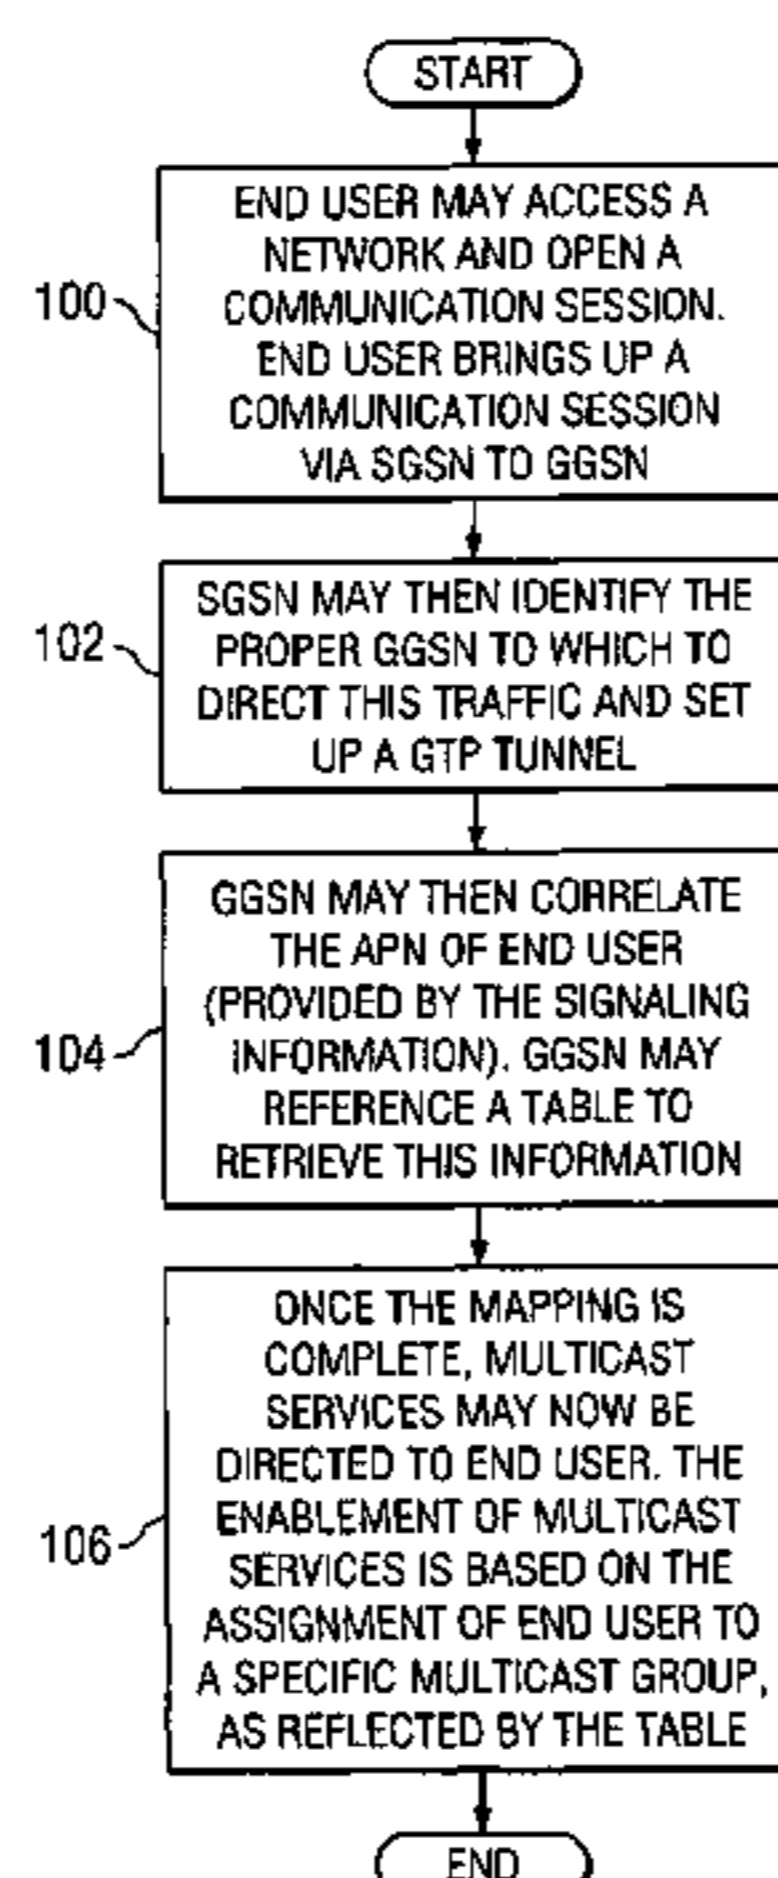 START
100
END USER MAY ACCESS A
NETWORK AND OPEN A
COMMUNICATION SESSION.
END USER BRINGS UP A
COMMUNICATION SESSION
VIA SGSN TO GGSN
102
SGSN MAY THEN IDENTIFY THE
PROPER GGSN TO WHICH TO
DIRECT THIS TRAFFIC AND SET
UP A GTP TUNNEL
104
GGSN MAY THEN CORRELATE
THE APN OF END USER
(PROVIDED BY THE SIGNALING
INFORMATION). GGSN MAY
REFERENCE A TABLE TO
RETRIEVE THIS INFORMATION
106
ONCE THE MAPPING IS
COMPLETE, MULTICAST
SERVICES MAY NOW BE
DIRECTED TO END USER. THE
ENABLEMENT OF MULTICAST
SERVICES IS BASED ON THE
ASSIGNMENT OF END USER TO
A SPECIFIC MULTICAST GROUP,
AS REFLECTED BY THE TABLE
END